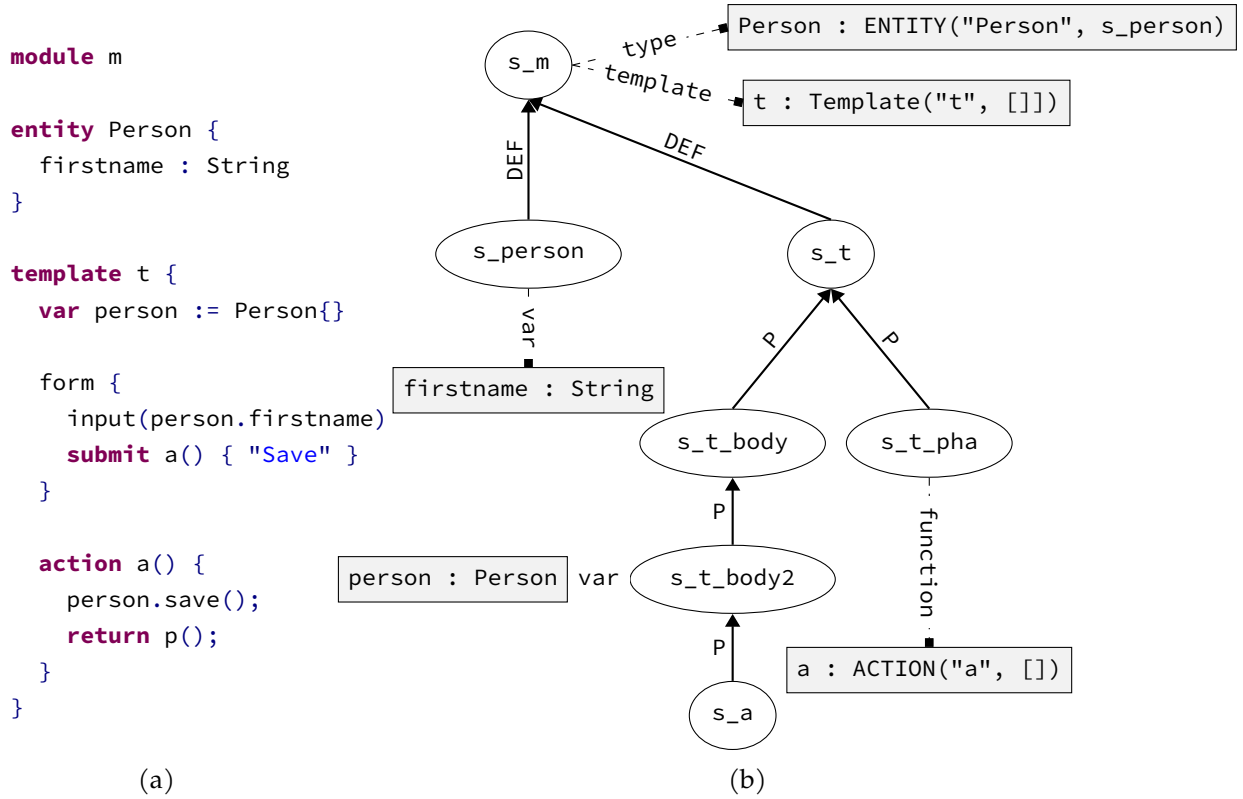 module m
entity Person {
firstname : String
}
template t {
var person := Person{}
form {
input(person.firstname)
submit a() { "Save" }
}
action a() {
person.save();
return p();
}
}
(a)
s_m
type
Person : ENTITY("Person", s_person)
template
t : Template("t", []])
DEF
DEF
s_person
s_t
var
firstname : String
P
P
s_t_body
s_t_pha
P
function
person : Person
var
s_t_body2
P
a : ACTION("a", [])
s_a
(b)